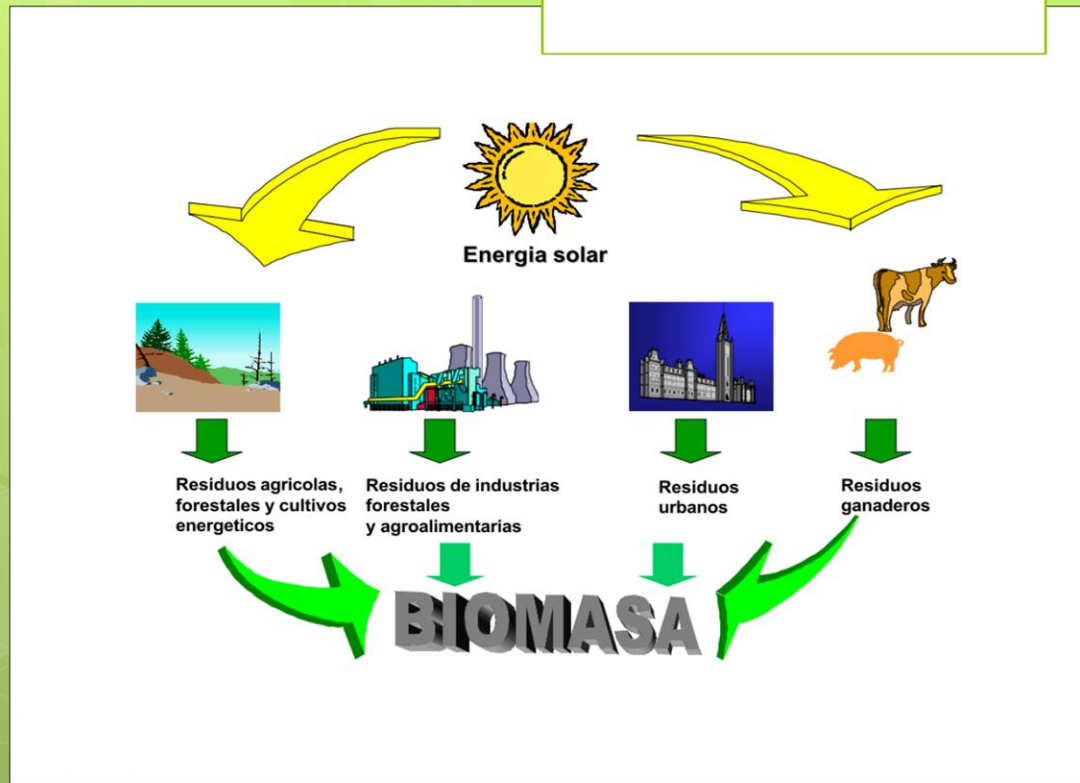 Energia solar
Residuos agricolas,
forestales y cultivos
energeticos
Residuos de industrias
forestales
y agroalimentarias
Residuos
urbanos
Residuos
ganaderos
BIOMASA